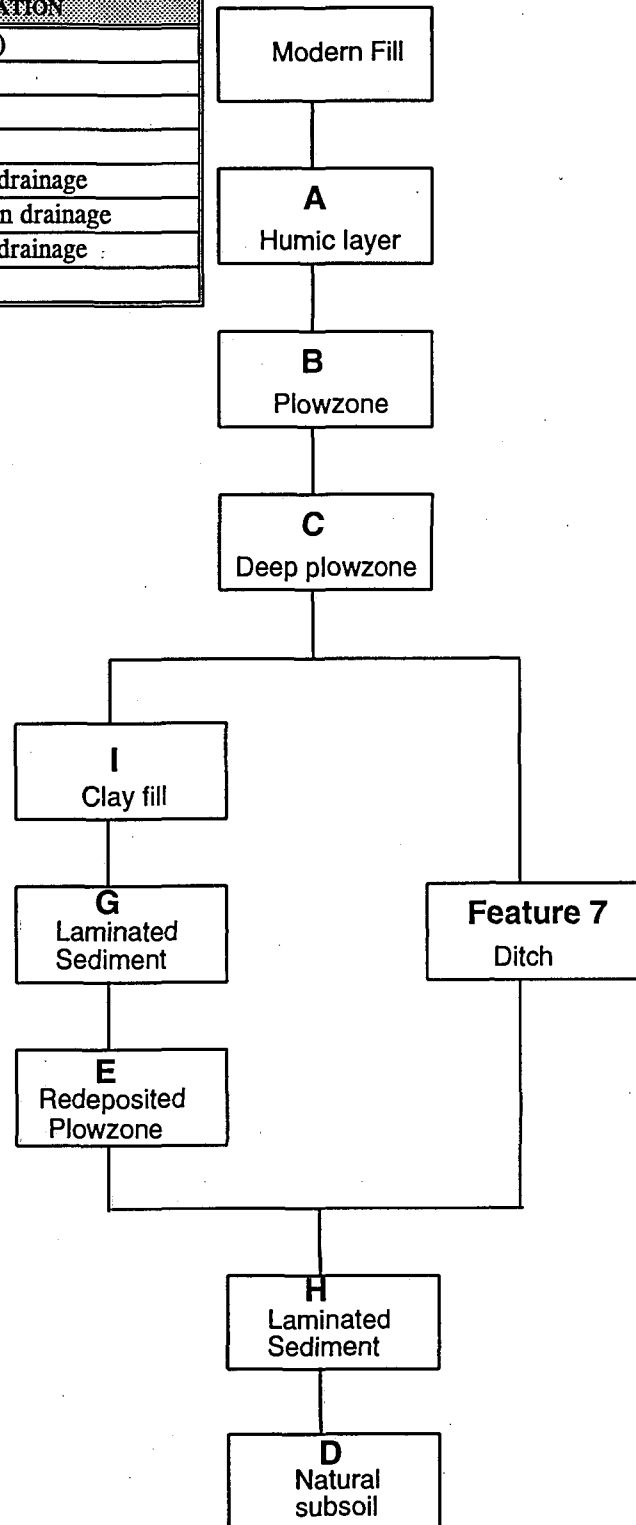 )
drainage
n drainage
drainage
Modern Fill
A
Humic layer
B
Plowzone
C
Deep plowzone
I
Clay fill
G
Laminated
Sediment
E
Redeposited
Plowzone
Feature 7
Ditch
H
Laminated
Sediment
D
Natural
subsoil